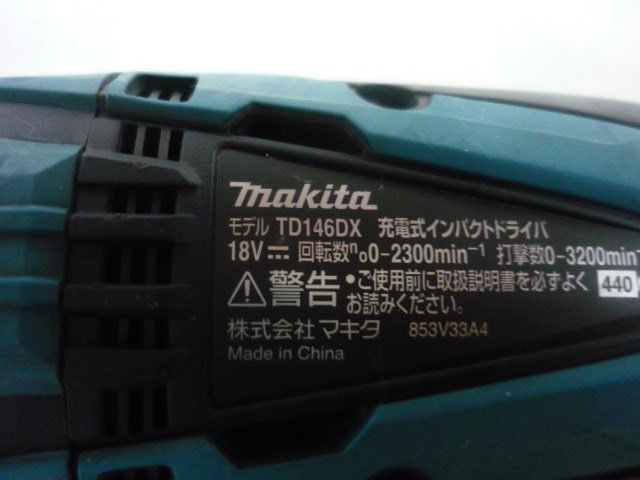 makita
モデル TD146DX 充電式インパクトドライバ
18V⎓ 回転数n₀0-2300min⁻¹ 打撃数0-3200min⁻
警告 •ご使用前に取扱説明書を必ずよく
お読みください。 440
株式会社マキタ 853V33A4
Made in China